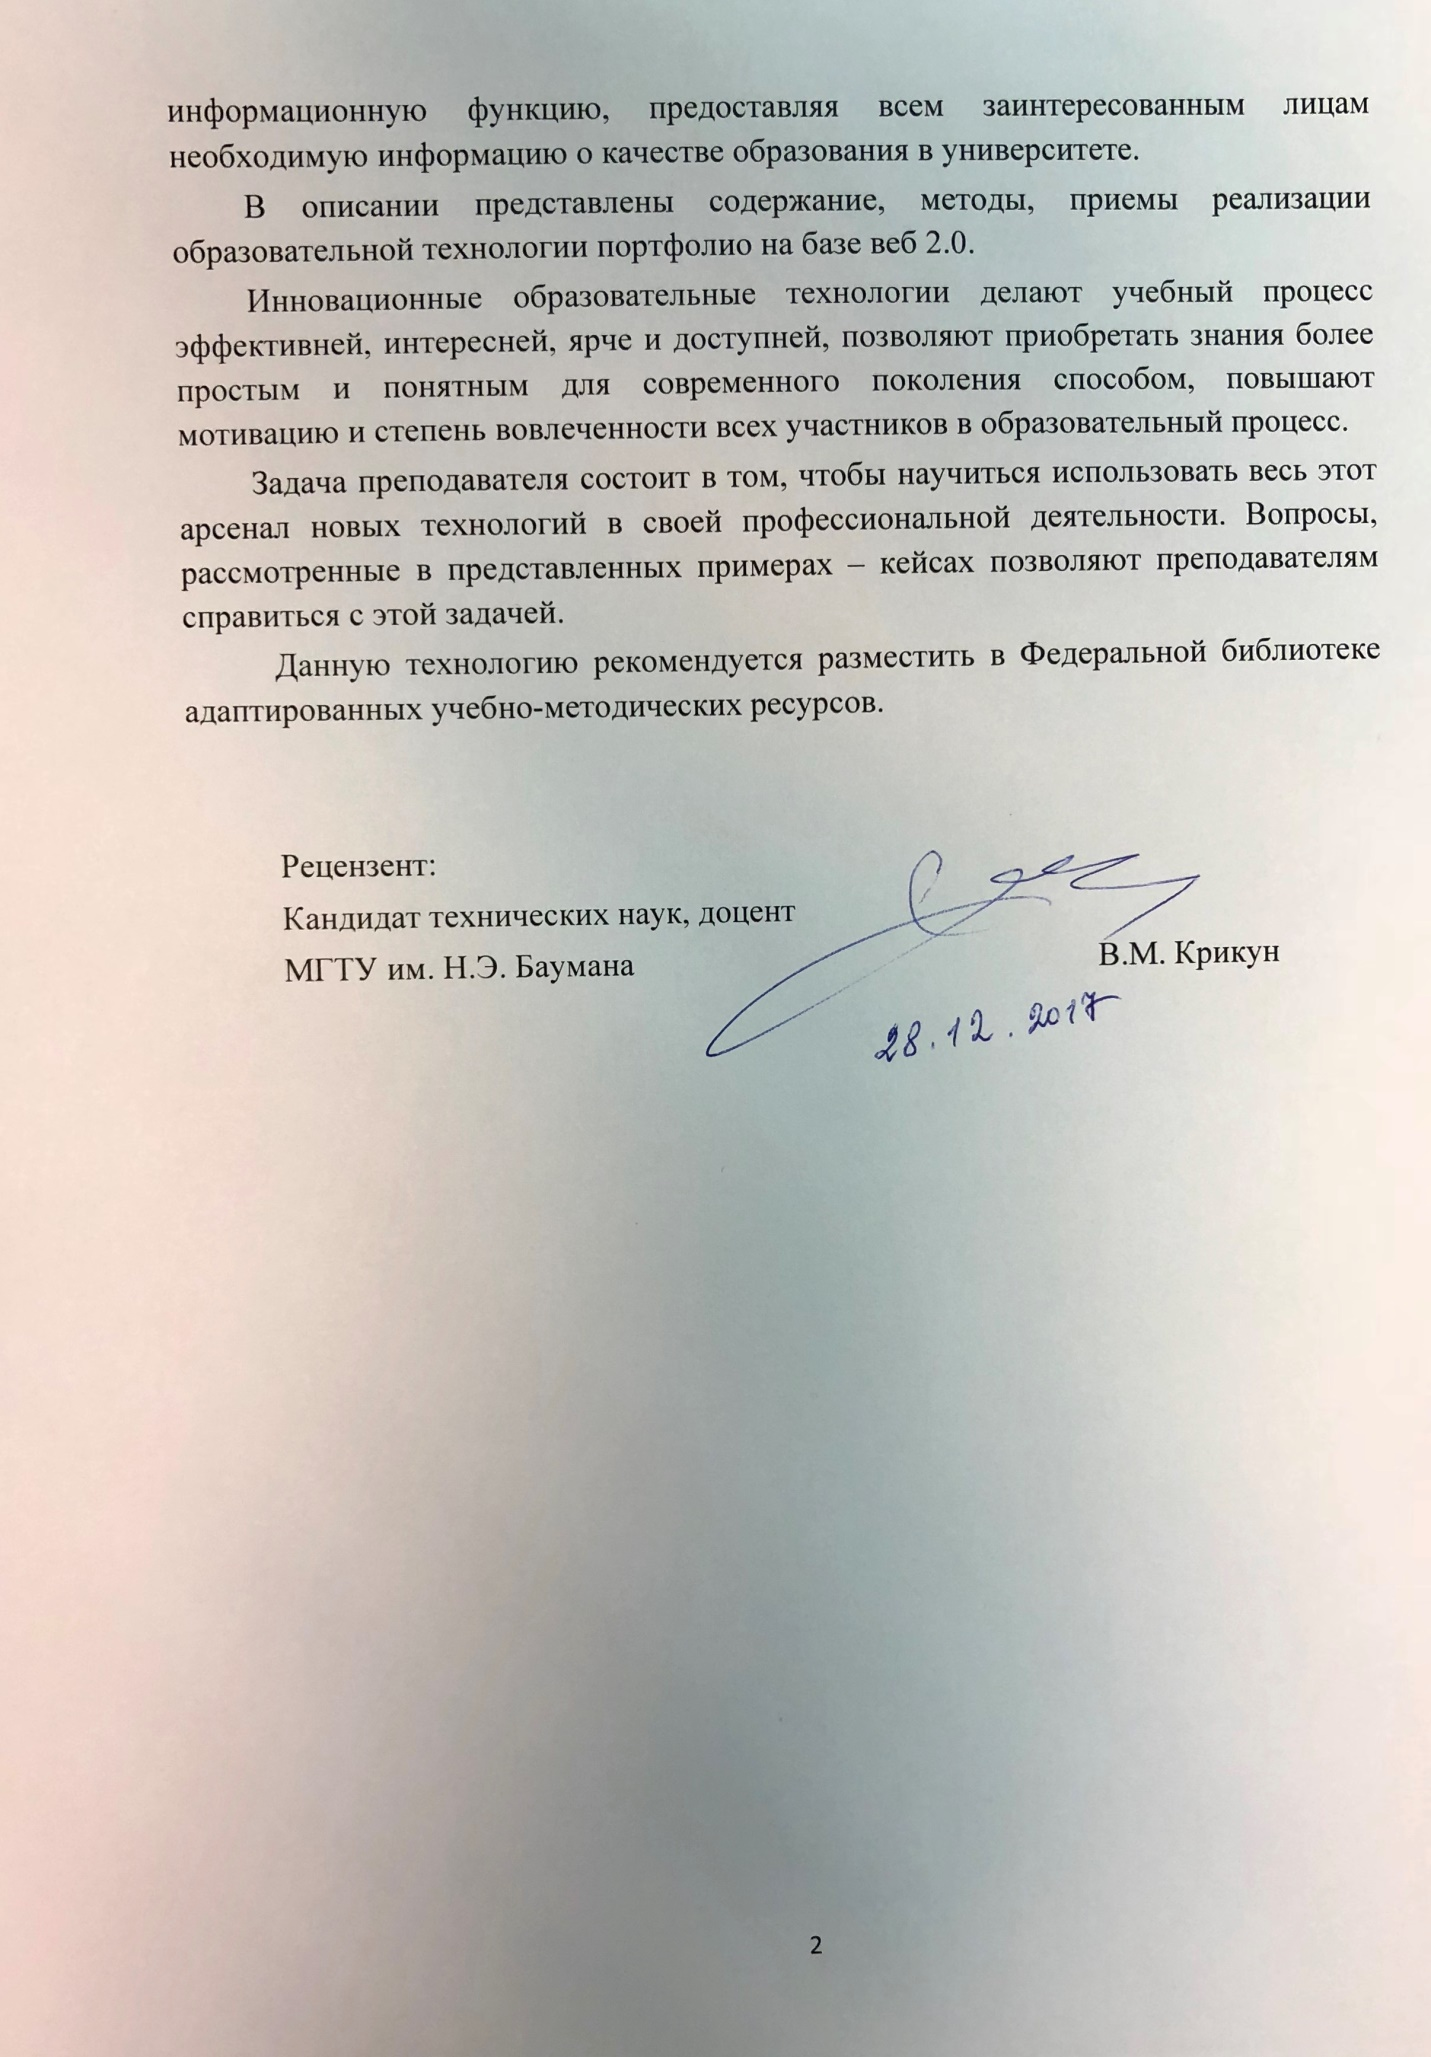 информационную функцию, предоставляя всем заинтересованным лицам
необходимую информацию о качестве образования в университете.
В описании представлены содержание, методы, приемы реализации
образовательной технологии портфолио на базе веб 2.0.
Инновационные образовательные технологии делают учебный процесс
эффективней, интересней, ярче и доступней, позволяют приобретать знания более
простым и понятным для современного поколения способом, повышают
мотивацию и степень вовлеченности всех участников в образовательный процесс.
Задача преподавателя состоит в том, чтобы научиться использовать весь этот
арсенал новых технологий в своей профессиональной деятельности. Вопросы,
рассмотренные в представленных примерах – кейсах позволяют преподавателям
справиться с этой задачей.
Данную технологию рекомендуется разместить в Федеральной библиотеке
адаптированных учебно-методических ресурсов.
Рецензент:
Кандидат технических наук, доцент
МГТУ им. Н.Э. Баумана В.М. Крикун
28.12.2017
2